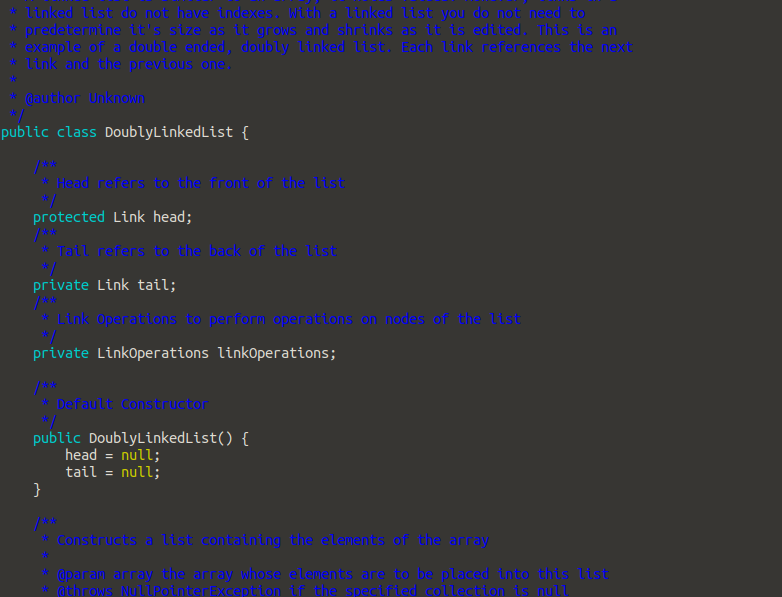 * linked list do not have indexes. With a linked list you do not need to
* predetermine it's size as it grows and shrinks as it is edited. This is an
* example of a double ended, doubly linked list. Each link references the next
* link and the previous one.
*
* @author Unknown
*/
public class DoublyLinkedList {
/**
* Head refers to the front of the list
*/
protected Link head;
/**
* Tail refers to the back of the list
*/
private Link tail;
/**
* Link Operations to perform operations on nodes of the list
*/
private LinkOperations linkOperations;
/**
* Default Constructor
*/
public DoublyLinkedList() {
head = null;
tail = null;
}
/**
* Constructs a list containing the elements of the array
*
* @param array the array whose elements are to be placed into this list
* @throws NullPointerException if the specified collection is null